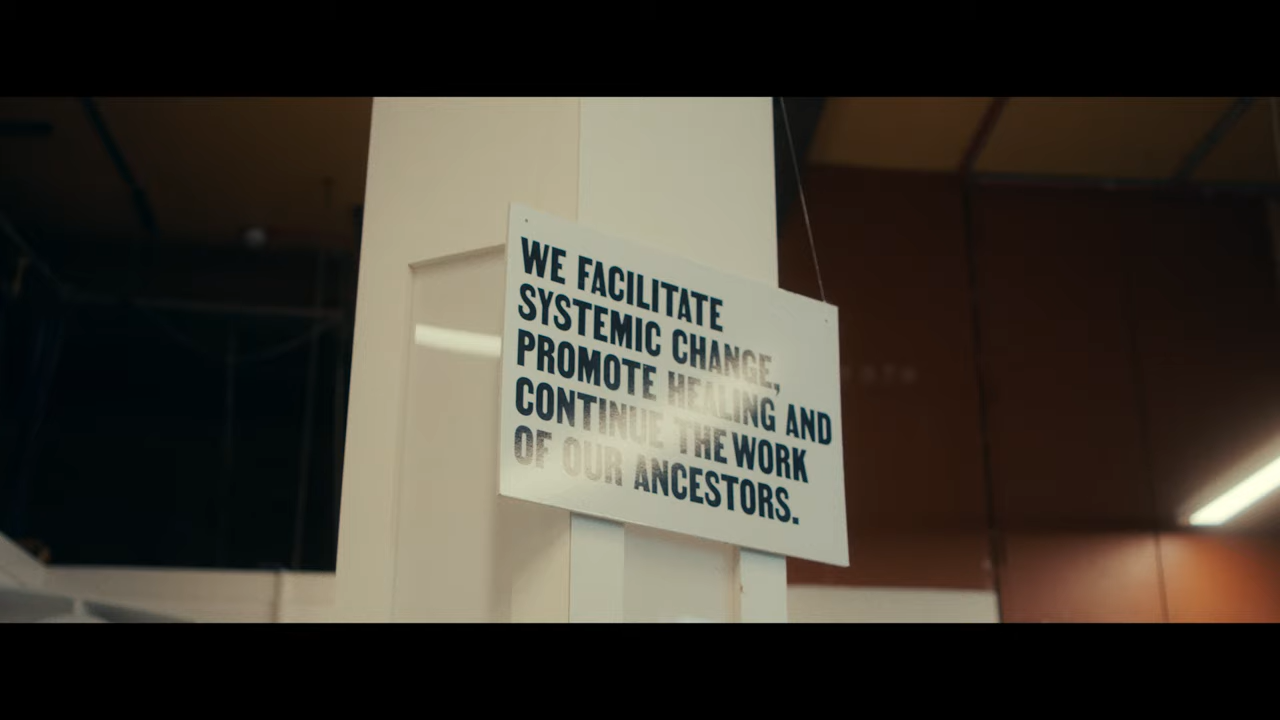 WE FACILITATE
SYSTEMIC CHANGE,
PROMOTE HEALING AND
CONTINUE THE WORK
OF OUR ANCESTORS.